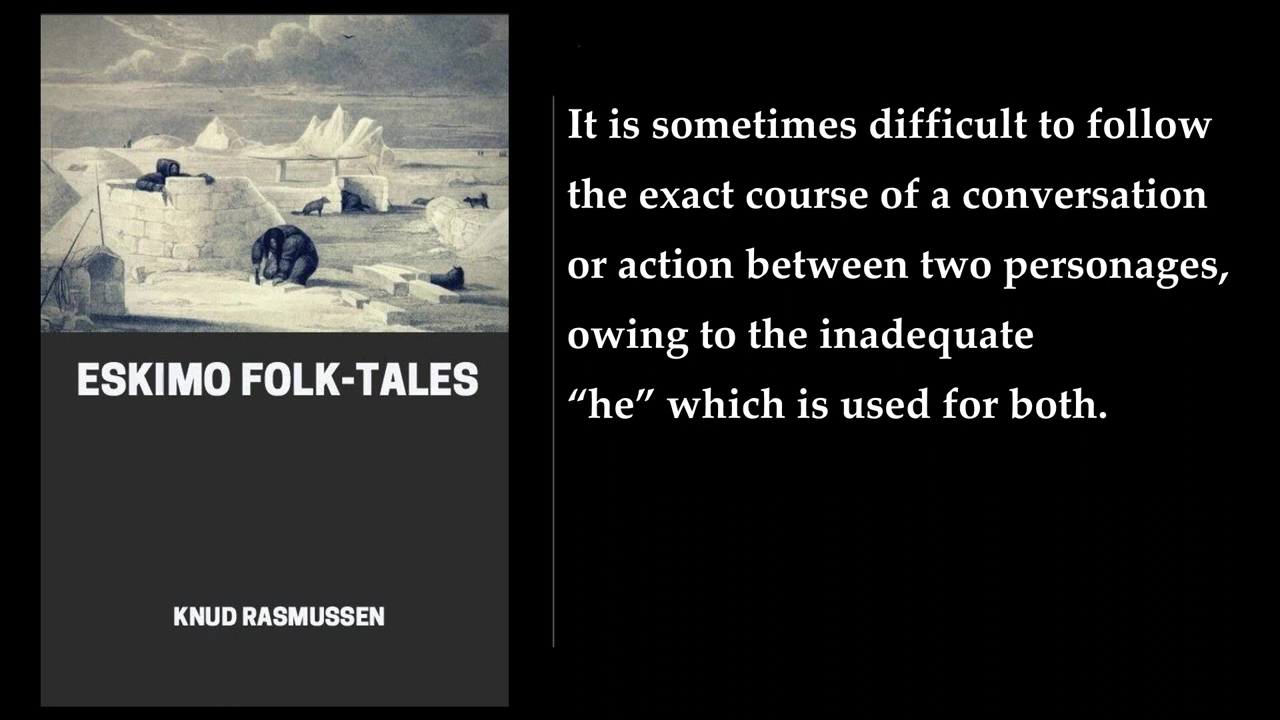 ESKIMO FOLK-TALES
KNUD RASMUSSEN
It is sometimes difficult to follow
the exact course of a conversation
or action between two personages,
owing to the inadequate
“he” which is used for both.